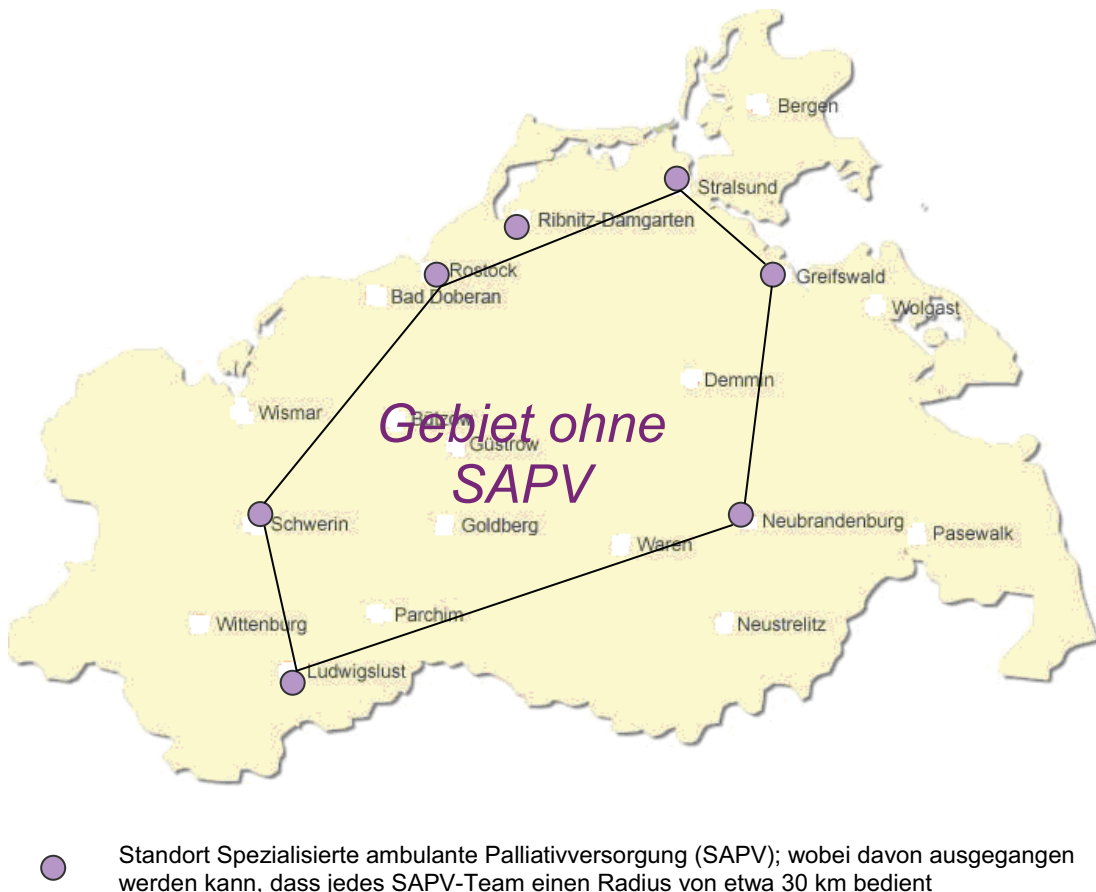 Bergen
Stralsund
Ribnitz-Damgarten
Rostock
Greifswald
Bad Doberan
Wolgast
Demmin
Wismar
Bützow
Gebiet ohne
Güstrow
SAPV
Schwerin
Goldberg
Neubrandenburg
Waren
Pasewalk
Parchim
Wittenburg
Neustrelitz
Ludwigslust
Standort Spezialisierte ambulante Palliativversorgung (SAPV); wobei davon ausgegangen
werden kann, dass jedes SAPV-Team einen Radius von etwa 30 km bedient